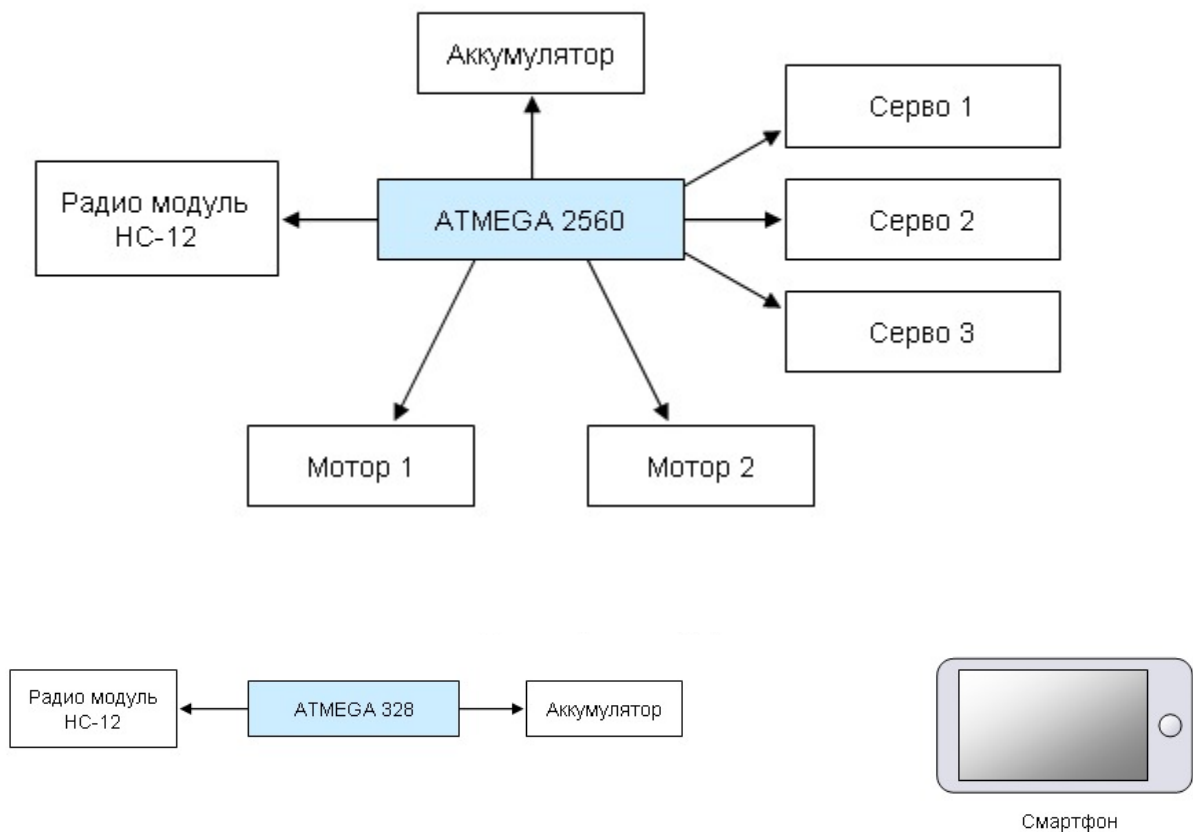 Аккумулятор
Серво 1
Радио модуль
HC-12
ATMEGA 2560
Серво 2
Серво 3
Мотор 1
Мотор 2
Радио модуль
HC-12
ATMEGA 328
Аккумулятор
Смартфон